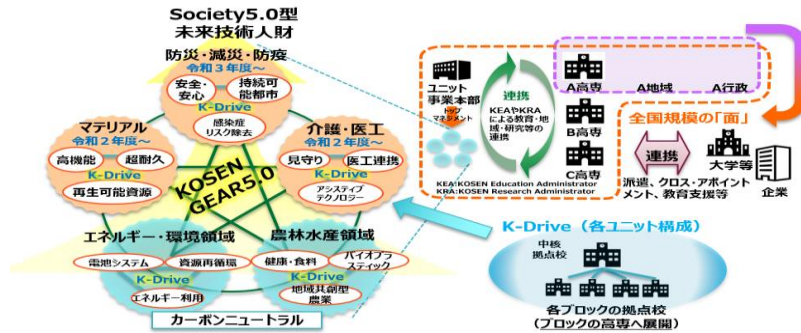 Society5.0型
未来技術人財
防災・減災・防疫
令和3年度～
安全・
安心
持続可
能都市
K-Drive
感染症
リスク除去
マテリアル
令和2年度～
高機能
超耐久
K-Drive
再生可能資源
介護・医工
令和2年度～
見守り
医工連携
K-Drive
アシスティブ
テクノロジー
KOSEN
GEAR5.0
エネルギー・環境領域
電池システム
資源再循環
K-Drive
エネルギー利用
農林水産領域
健康・食料
バイオプラ
スティック
K-Drive
地域共創型
農業
カーボンニュートラル
ユニット
事業本部
トップ
マネジメント
連携
KEAやKRA
による教育・地
域・研究等の
連携
A高専
B高専
C高専
A地域
A行政
KEA:KOSEN Education Administrator
KRA:KOSEN Research Administrator
全国規模の「面」
連携
大学等
企業
派遣、クロス・アポイント
メント、教育支援等
K-Drive（各ユニット構成）
中核
拠点校
各ブロックの拠点校
(ブロックの高専へ展開)